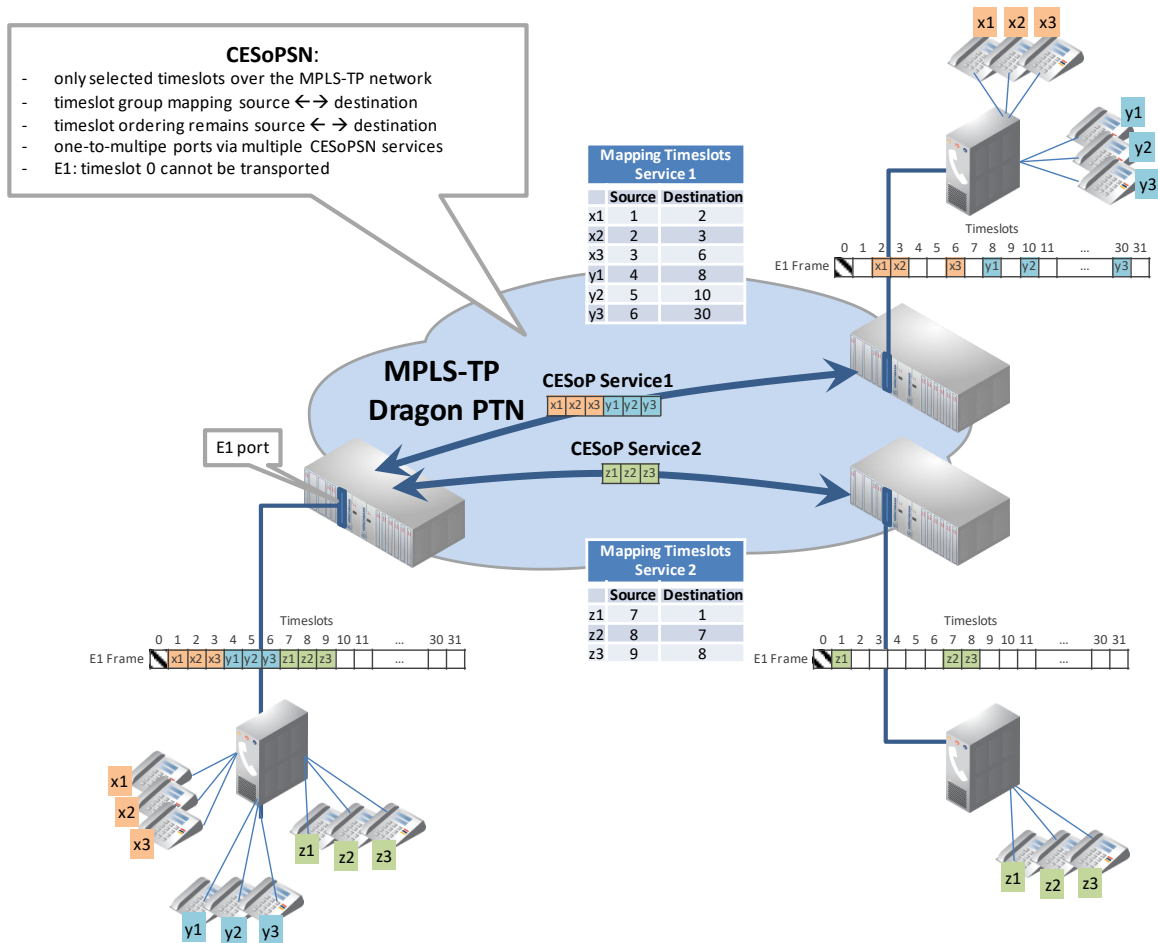 CESoPSN:
- only selected timeslots over the MPLS-TP network
- timeslot group mapping source ←→ destination
- timeslot ordering remains source ← → destination
- one-to-multipe ports via multiple CESoPSN services
- E1: timeslot 0 cannot be transported
x1 x2 x3
y1
y2
y3
Mapping Timeslots
Service 1
Source Destination
x1 1 2
x2 2 3
x3 3 6
y1 4 8
y2 5 10
y3 6 30
Timeslots
0 1 2 3 4 5 6 7 8 9 10 11 ... 30 31
E1 Frame x1 x2 x3 y1 y2 ... y3
MPLS-TP
Dragon PTN
CESoP Service1
x1 x2 x3 y1 y2 y3
E1 port
CESoP Service2
z1 z2 z3
Mapping Timeslots
Service 2
Source Destination
z1 7 1
z2 8 7
z3 9 8
Timeslots
0 1 2 3 4 5 6 7 8 9 10 11 ... 30 31
E1 Frame x1 x2 x3 y1 y2 y3 z1 z2 z3 ...
Timeslots
0 1 2 3 4 5 6 7 8 9 10 11 ... 30 31
E1 Frame z1 z2 z3 ...
x1
x2
x3
z1 z2 z3
y1 y2 y3
z1 z2 z3